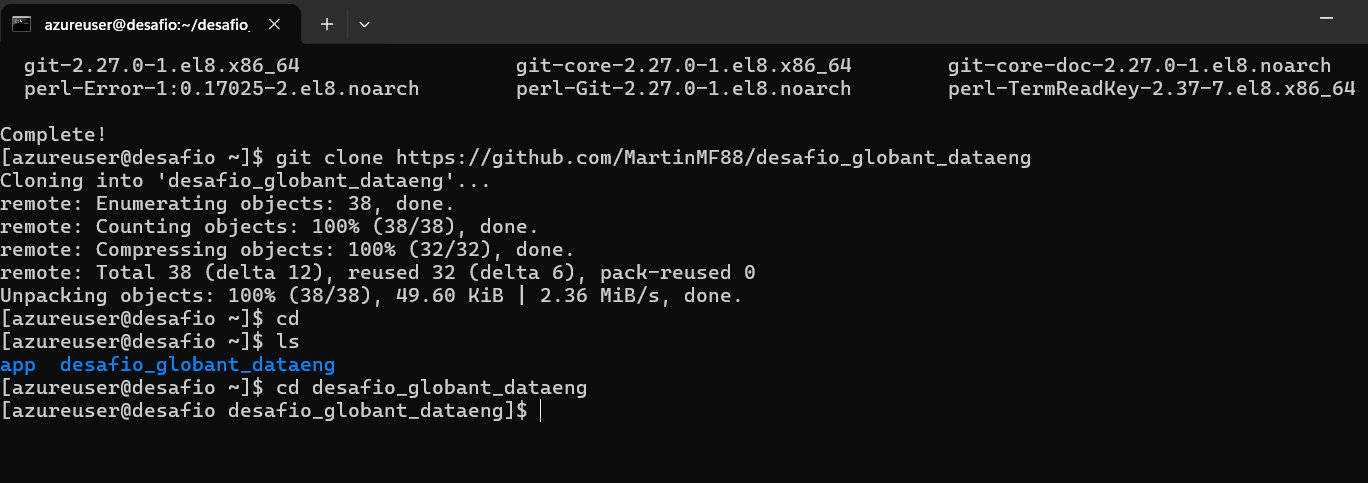 azureuser@desafio:~/desafio_
git-2.27.0-1.el8.x86_64 git-core-2.27.0-1.el8.x86_64 git-core-doc-2.27.0-1.el8.noarch
perl-Error-1:0.17025-2.el8.noarch perl-Git-2.27.0-1.el8.noarch perl-TermReadKey-2.37-7.el8.x86_64
Complete!
[azureuser@desafio ~]$ git clone https://github.com/MartinMF88/desafio_globant_dataeng
Cloning into 'desafio_globant_dataeng'...
remote: Enumerating objects: 38, done.
remote: Counting objects: 100% (38/38), done.
remote: Compressing objects: 100% (32/32), done.
remote: Total 38 (delta 12), reused 32 (delta 6), pack-reused 0
Unpacking objects: 100% (38/38), 49.60 KiB | 2.36 MiB/s, done.
[azureuser@desafio ~]$ cd
[azureuser@desafio ~]$ ls
app desafio_globant_dataeng
[azureuser@desafio ~]$ cd desafio_globant_dataeng
[azureuser@desafio desafio_globant_dataeng]$